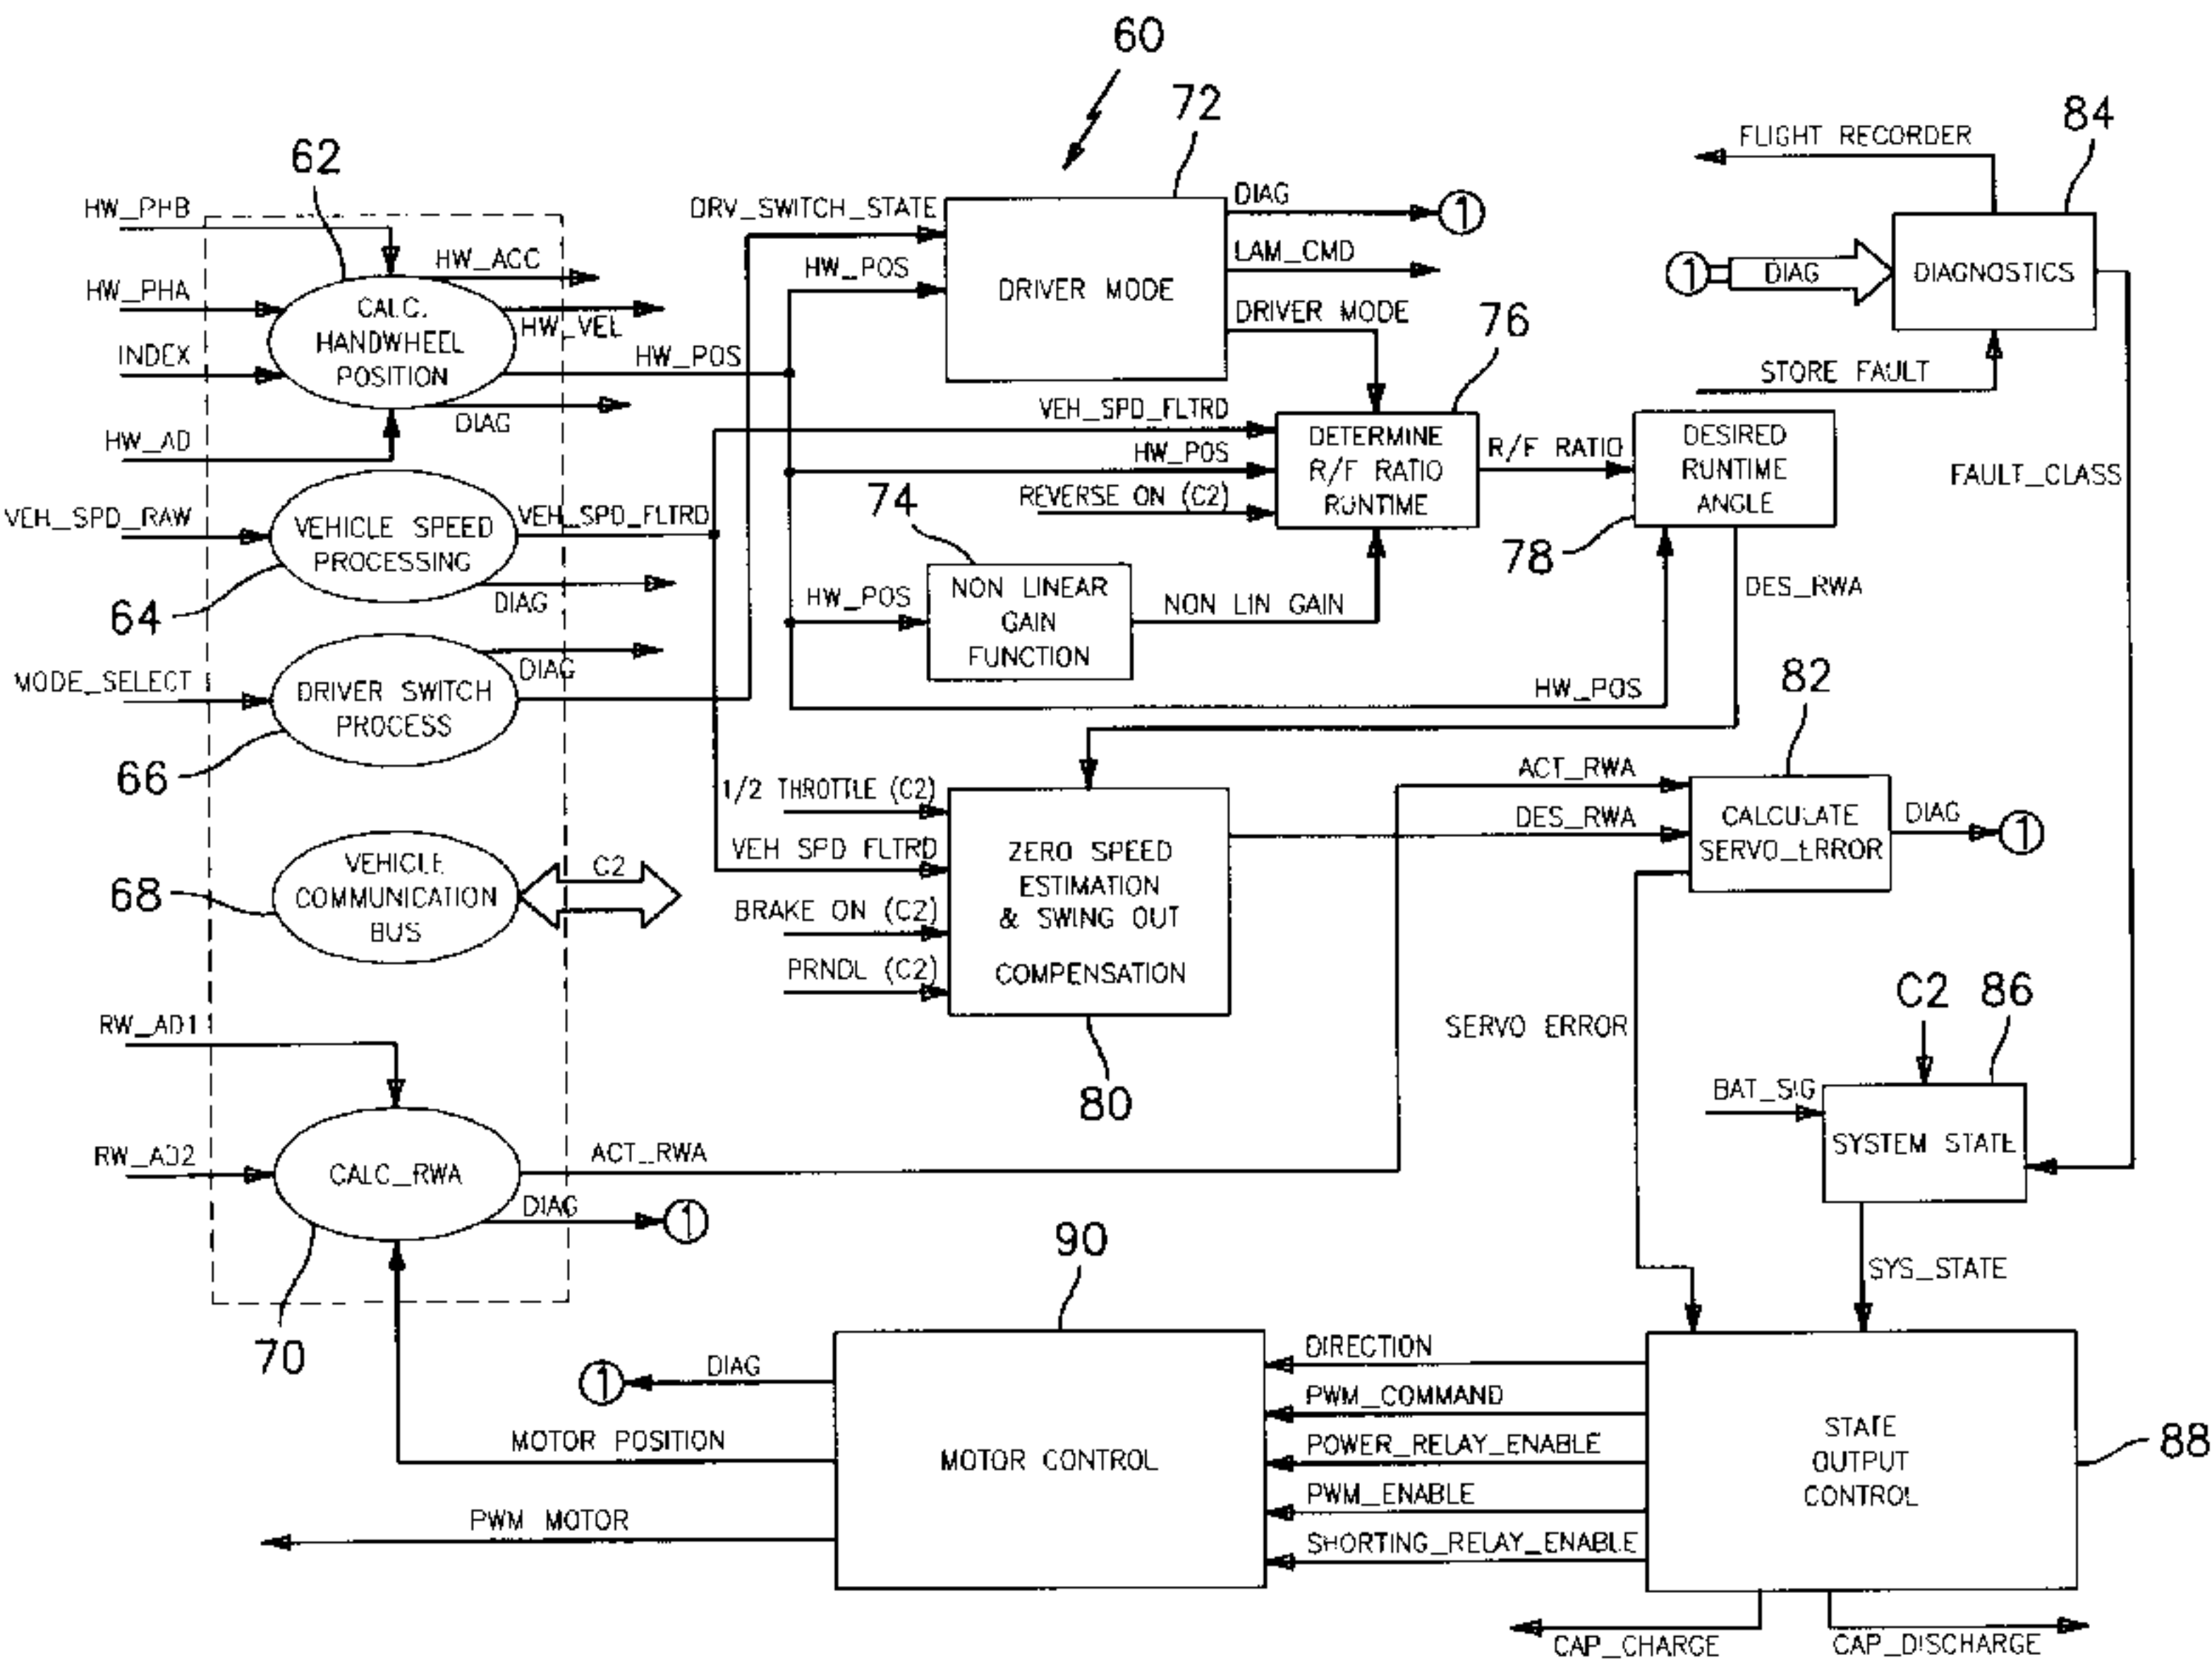 60
72
84
FLIGHT RECORDER
62
HW_PHB
DRV_SWITCH_STATE
DIAG
1
HW_ACC
LAM_CMD
HW_POS
DRIVER MODE
1
DIAG
DIAGNOSTICS
HW_PHA
CALC.
HANDWHEEL
POSITION
HW_VEL
DRIVER MODE
76
INDEX
HW_POS
STORE FAULT
DIAG
HW_AD
VEH_SPD_FLTRD
HW_POS
REVERSE ON (C2)
DETERMINE
R/F RATIO
RUNTIME
R/F RATIO
DESIRED
RUNTIME
ANGLE
FAULT_CLASS
74
78
VEH_SPD_RAW
VEHICLE SPEED
PROCESSING
VEH_SPD_FLTRD
DIAG
64
HW_POS
NON LINEAR
GAIN
FUNCTION
NON LIN GAIN
DES_RWA
MODE_SELECT
DRIVER SWITCH
PROCESS
DIAG
66
HW_POS
82
1/2 THROTTLE (C2)
VEH SPD FLTRD
BRAKE ON (C2)
PRNDL (C2)
ZERO SPEED
ESTIMATION
& SWING OUT
COMPENSATION
80
ACT_RWA
DES_RWA
CALCULATE
SERVO_ERROR
DIAG
1
68
VEHICLE
COMMUNICATION
BUS
C2
SERVO ERROR
C2
86
BAT_SIG
SYSTEM STATE
RW_AD1
RW_AD2
CALC_RWA
ACT_RWA
DIAG
1
70
90
SYS_STATE
1
DIAG
MOTOR POSITION
PWM MOTOR
MOTOR CONTROL
DIRECTION
PWM_COMMAND
POWER_RELAY_ENABLE
PWM_ENABLE
SHORTING_RELAY_ENABLE
STATE
OUTPUT
CONTROL
88
CAP_CHARGE
CAP_DISCHARGE